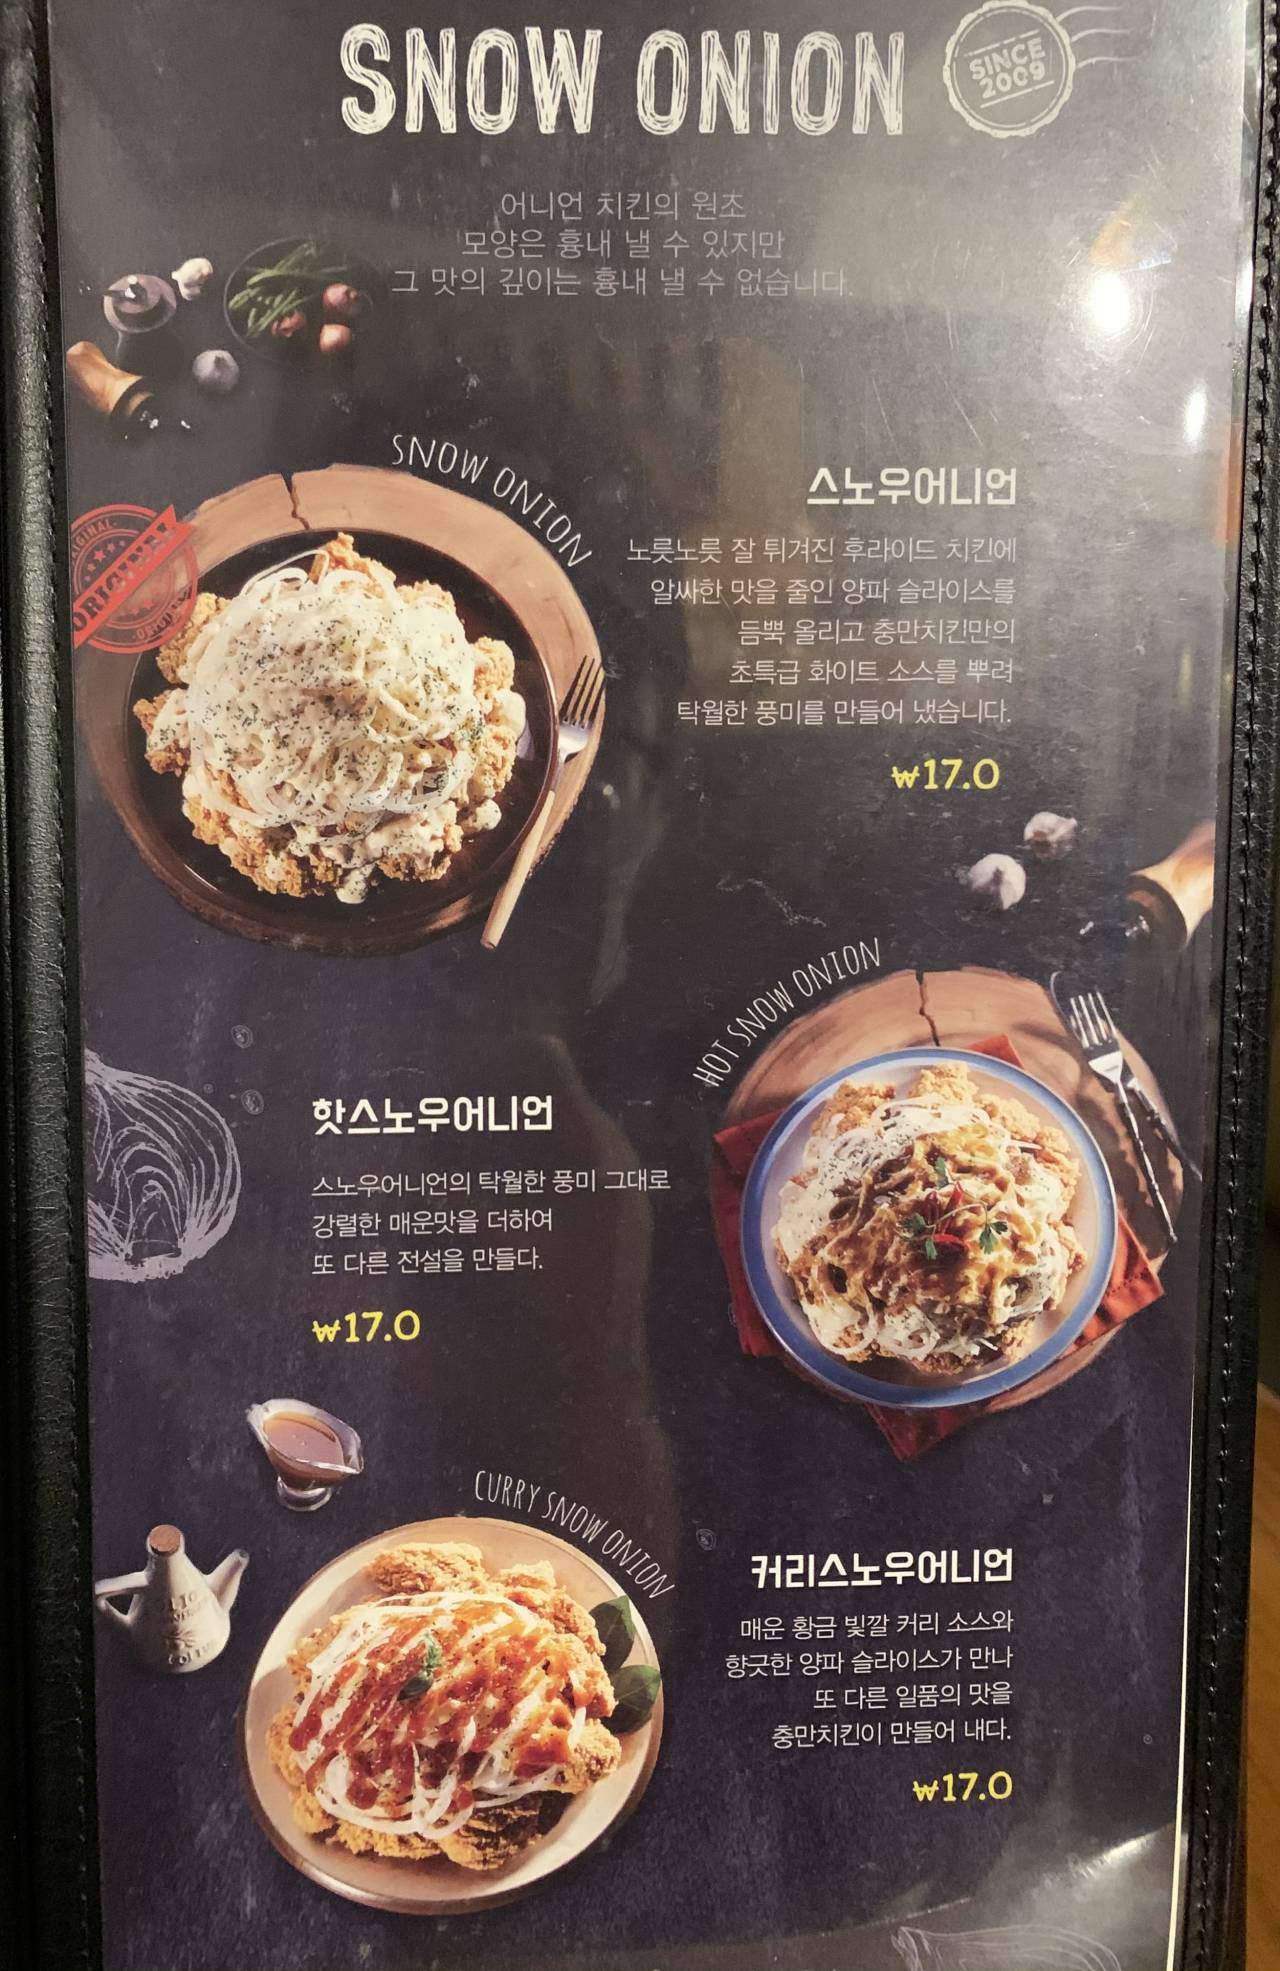 SNOW ONION
SINCE
2009
어니언 치킨의 원조
모양은 흉내 낼 수 있지만
그 맛의 깊이는 흉내 낼 수 없습니다.
SNOW ONION
ORIGINAL
스노우어니언
노릇노릇 잘 튀겨진 후라이드 치킨에
알싸한 맛을 줄인 양파 슬라이스를
듬뿍 올리고 충만치킨만의
초특급 화이트 소스를 뿌려
탁월한 풍미를 만들어 냈습니다.
₩17.0
HOT SNOW ONION
핫스노우어니언
스노우어니언의 탁월한 풍미 그대로
강렬한 매운맛을 더하여
또 다른 전설을 만들다.
₩17.0
CURRY SNOW ONION
커리스노우어니언
매운 황금 빛깔 커리 소스와
향긋한 양파 슬라이스가 만나
또 다른 일품의 맛을
충만치킨이 만들어 내다.
₩17.0